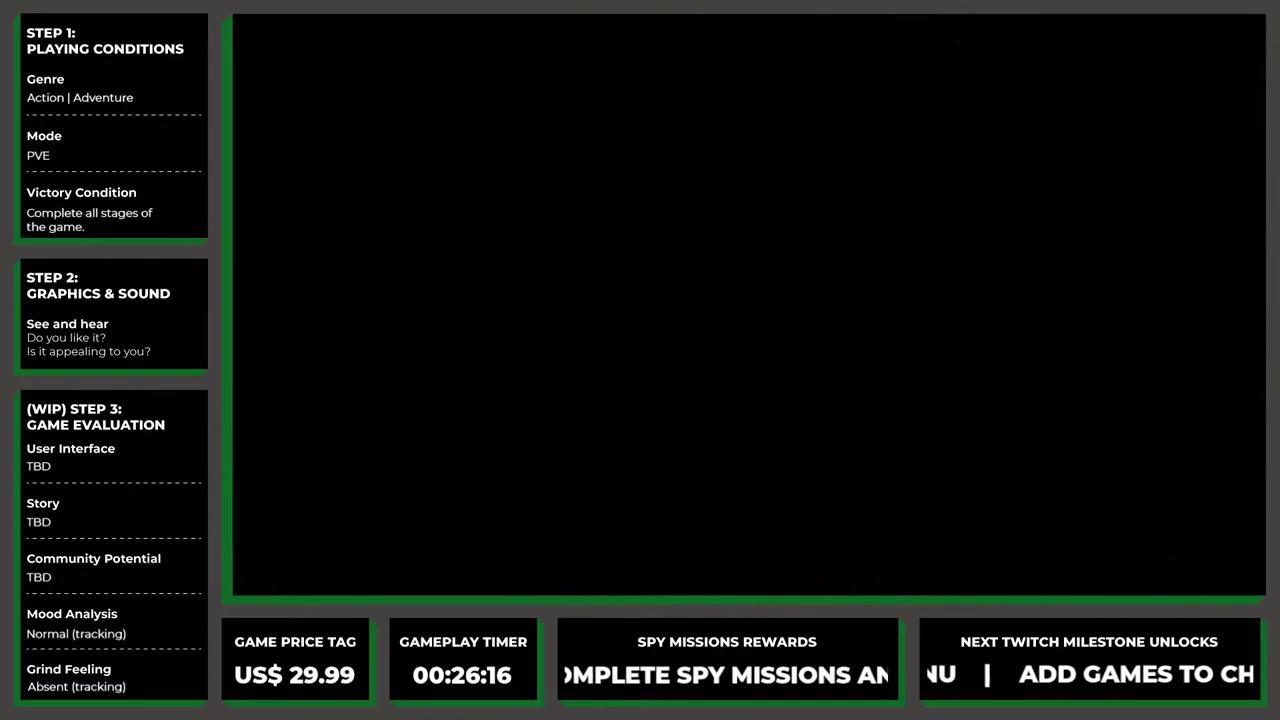 STEP 1:
PLAYING CONDITIONS
Genre
Action | Adventure
Mode
PVE
Victory Condition
Complete all stages of
the game.
STEP 2:
GRAPHICS & SOUND
See and hear
Do you like it?
Is it appealing to you?
(WIP) STEP 3:
GAME EVALUATION
User Interface
TBD
Story
TBD
Community Potential
TBD
Mood Analysis
Normal (tracking)
Grind Feeling
Absent (tracking)
GAME PRICE TAG
US$ 29.99
GAMEPLAY TIMER
00:26:16
SPY MISSIONS REWARDS
OMPLETE SPY MISSIONS AN
NEXT TWITCH MILESTONE UNLOCKS
NU | ADD GAMES TO CH